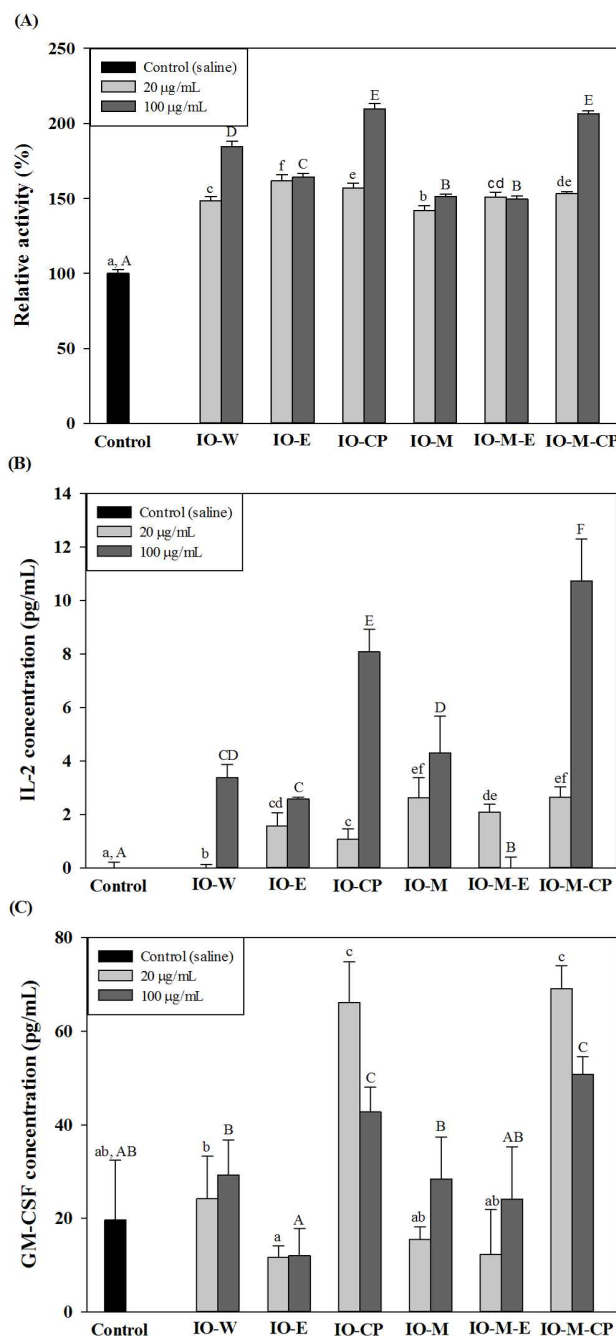 (A)
Control (saline)
20 µg/mL
100 µg/mL
Relative activity (%)
250
200
150
100
50
0
a, A
c
D
f
C
e
E
b
B
cd
B
de
E
Control
IO-W
IO-E
IO-CP
IO-M
IO-M-E
IO-M-CP
(B)
Control (saline)
20 µg/mL
100 µg/mL
IL-2 concentration (pg/mL)
14
12
10
8
6
4
2
0
a, A
b
CD
cd
C
c
E
ef
D
de
B
ef
F
Control
IO-W
IO-E
IO-CP
IO-M
IO-M-E
IO-M-CP
(C)
Control (saline)
20 µg/mL
100 µg/mL
GM-CSF concentration (pg/mL)
80
60
40
20
0
ab, AB
b
B
a
A
c
C
ab
B
ab
AB
c
C
Control
IO-W
IO-E
IO-CP
IO-M
IO-M-E
IO-M-CP